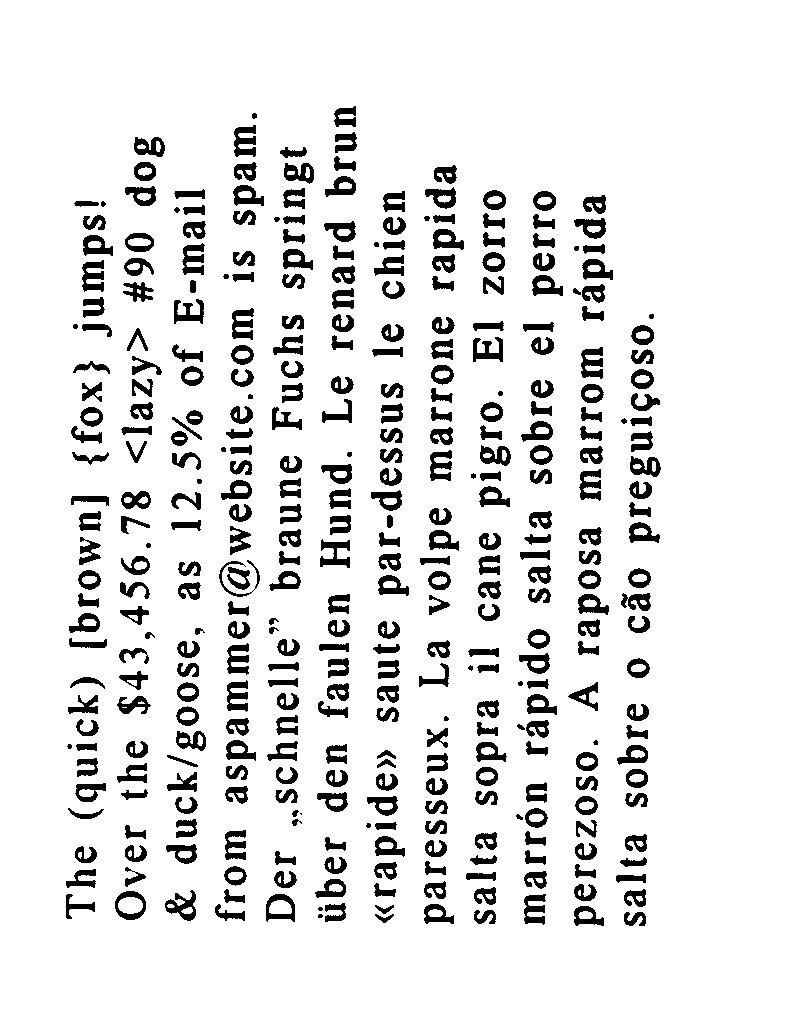 The (quick) [brown] {fox} jumps!
Over the $43,456.78 <lazy> #90 dog
& duck/goose, as 12.5% of E-mail
from aspammer@website.com is spam.
Der „schnelle” braune Fuchs springt
über den faulen Hund. Le renard brun
«rapide» saute par-dessus le chien
paresseux. La volpe marrone rapida
salta sopra il cane pigro. El zorro
marrón rápido salta sobre el perro
perezoso. A raposa marrom rápida
salta sobre o cão preguiçoso.